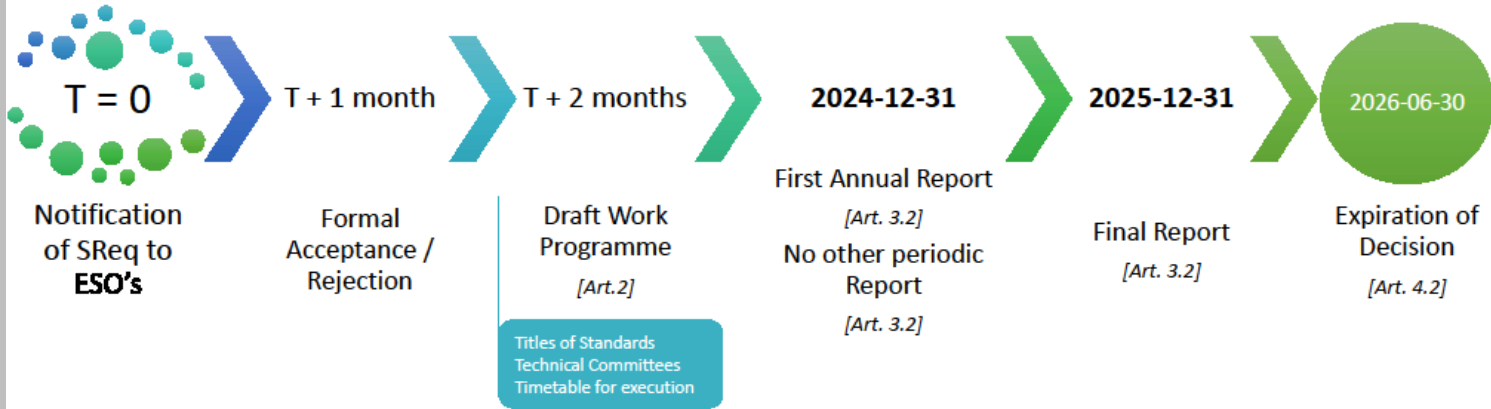 T = 0
Notification
of SReq to
ESO's
T + 1 month
Formal
Acceptance /
Rejection
T + 2 months
Draft Work
Programme
[Art.2]
Titles of Standards
Technical Committees
Timetable for execution
2024-12-31
First Annual Report
[Art. 3.2]
No other periodic
Report
[Art. 3.2]
2025-12-31
Final Report
[Art. 3.2]
2026-06-30
Expiration of
Decision
[Art. 4.2]